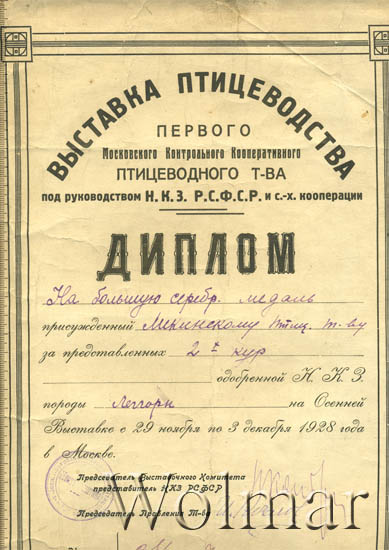 ВЫСТАВКА ПТИЦЕВОДСТВА
ПЕРВОГО
Московского Контрольного Кооперативного
ПТИЦЕВОДНОГО Т-ВА
под руководством Н.К.З. Р.С.Ф.С.Р. и с.-х. кооперации
ДИПЛОМ
На большую серебр. медаль
присужденный Мекинскому птиц. т-ву
за представленных 2-х кур
одобренной Н. К. З.
породы Леггорн на Осенней
Выставке с 29 ноября по 3 декабря 1928 года
в Москве.
Председатель Выставочного Комитета
представитель НКЗ РСФСР
Председатель Правления Т-ва
Wolmar